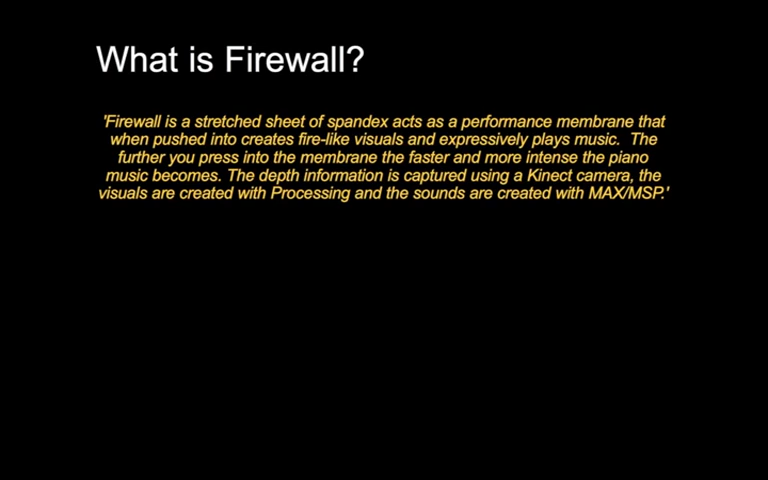 What is Firewall?
'Firewall is a stretched sheet of spandex acts as a performance membrane that
when pushed into creates fire-like visuals and expressively plays music.  The
further you press into the membrane the faster and more intense the piano
music becomes. The depth information is captured using a Kinect camera, the
visuals are created with Processing and the sounds are created with MAX/MSP.'